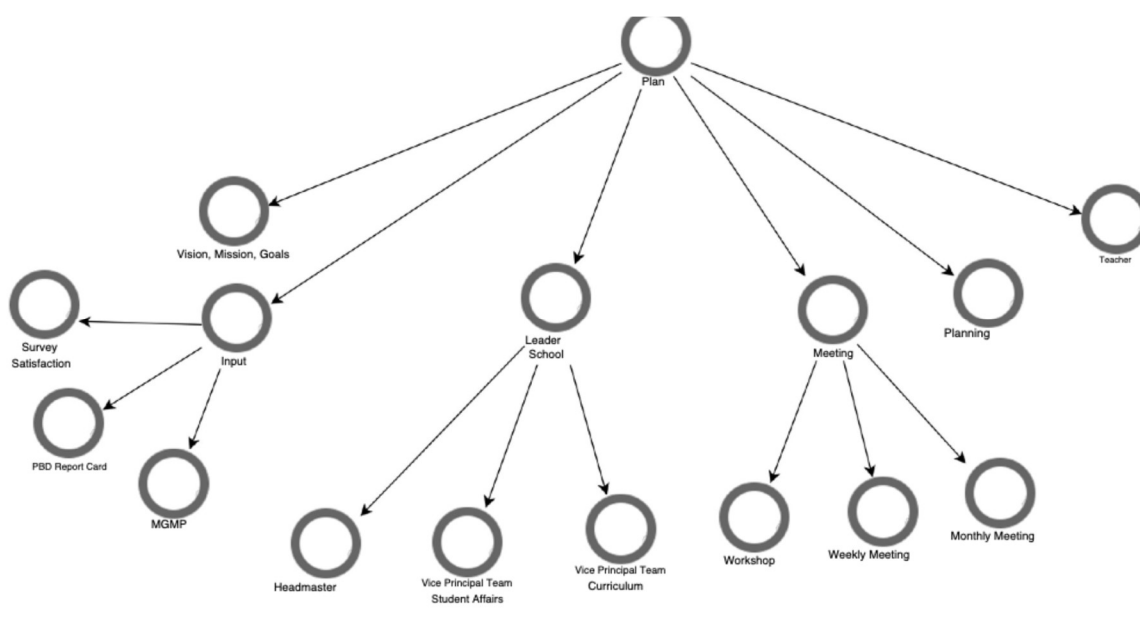 Plan
Vision, Mission, Goals
Teacher
Survey
Satisfaction
Input
Leader
School
Meeting
Planning
PBD Report Card
MGMP
Headmaster
Vice Principal Team
Student Affairs
Vice Principal Team
Curriculum
Workshop
Weekly Meeting
Monthly Meeting